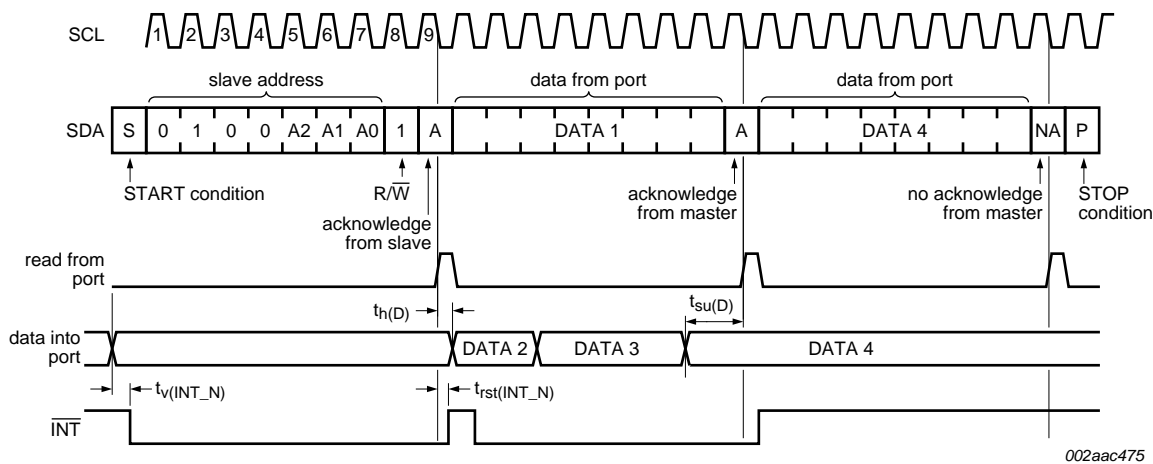 SCL 1 2 3 4 5 6 7 8 9
slave address data from port data from port
SDA S 0 1 0 0 A2 A1 A0 1 A DATA 1 A DATA 4 NA P
START condition
R/W
acknowledge
from slave
acknowledge
from master
no acknowledge
from master
STOP
condition
read from
port
th(D)
tsu(D)
data into
port
DATA 2 DATA 3 DATA 4
tv(INT_N)
trst(INT_N)
INT
002aac475